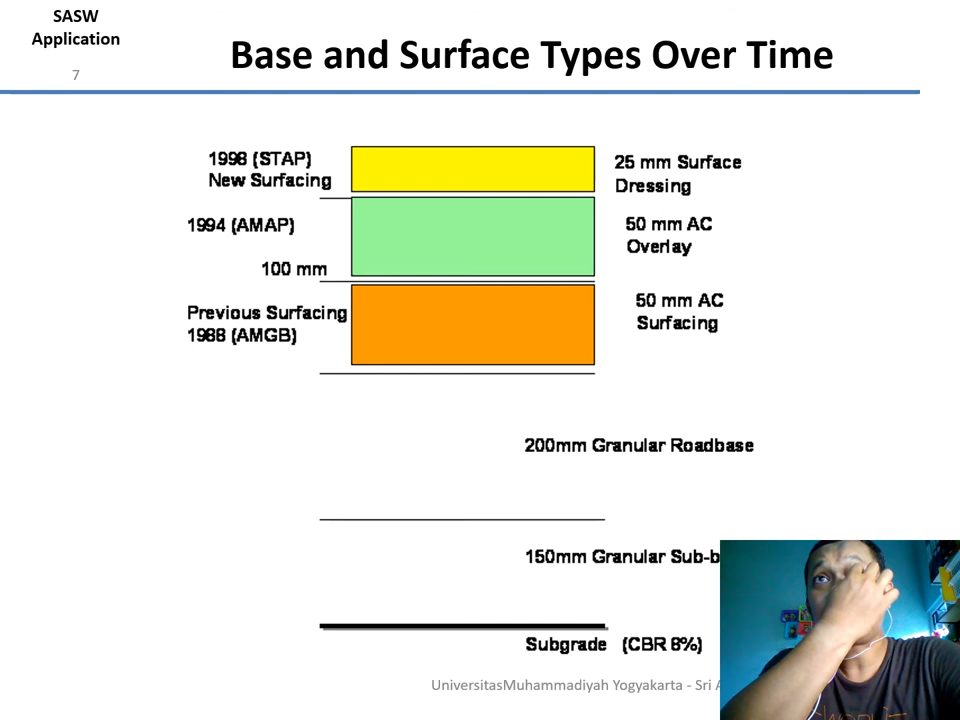 SASW
Application
7
Base and Surface Types Over Time
1998 (STAP)
New Surfacing
25 mm Surface
Dressing
1994 (AMAP)
50 mm AC
Overlay
100 mm
Previous Surfacing
1988 (AMGB)
50 mm AC
Surfacing
200mm Granular Roadbase
150mm Granular Sub-b
Subgrade (CBR 8%)
UniversitasMuhammadiyah Yogyakarta - Sri A